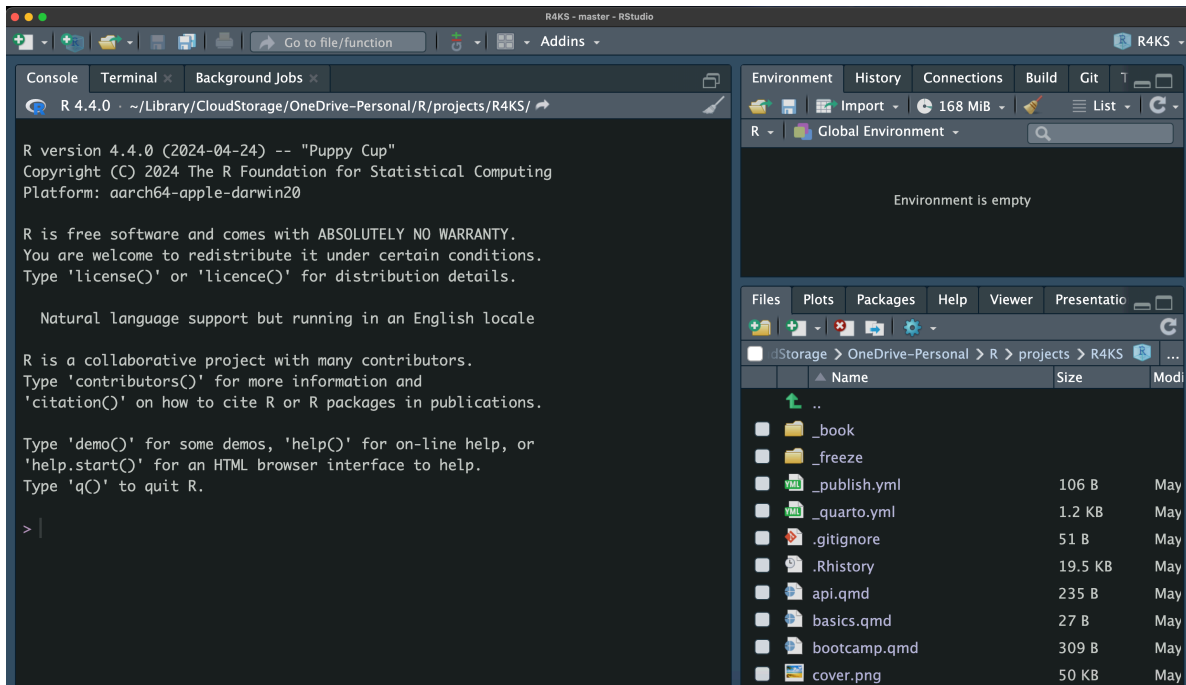 R4KS - master - RStudio
Go to file/function
Addins
R4KS
Console Terminal Background Jobs
R 4.4.0 · ~/Library/CloudStorage/OneDrive-Personal/R/projects/R4KS/
R version 4.4.0 (2024-04-24) -- "Puppy Cup"
Copyright (C) 2024 The R Foundation for Statistical Computing
Platform: aarch64-apple-darwin20
R is free software and comes with ABSOLUTELY NO WARRANTY.
You are welcome to redistribute it under certain conditions.
Type 'license()' or 'licence()' for distribution details.
Natural language support but running in an English locale
R is a collaborative project with many contributors.
Type 'contributors()' for more information and
'citation()' on how to cite R or R packages in publications.
Type 'demo()' for some demos, 'help()' for on-line help, or
'help.start()' for an HTML browser interface to help.
Type 'q()' to quit R.
>
Environment History Connections Build Git T
Import 168 MiB List
R Global Environment
Environment is empty
Files Plots Packages Help Viewer Presentatio
dStorage > OneDrive-Personal > R > projects > R4KS ...
Name Size Modi
..
_book
_freeze
_publish.yml 106 B May
_quarto.yml 1.2 KB May
.gitignore 51 B May
.Rhistory 19.5 KB May
api.qmd 235 B May
basics.qmd 27 B May
bootcamp.qmd 309 B May
cover.png 50 KB May